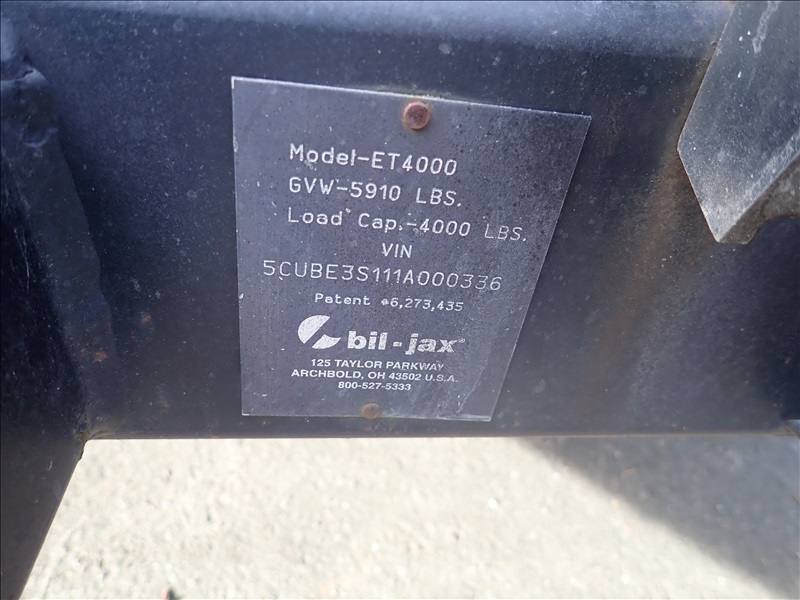 Model-ET4000
GVW-5910 LBS.
Load Cap.-4000 LBS.
VIN
5CUBE3S111A000336
Patent #6,273,435
bil-jax
125 TAYLOR PARKWAY
ARCHBOLD, OH 43502 U.S.A.
800-527-5333